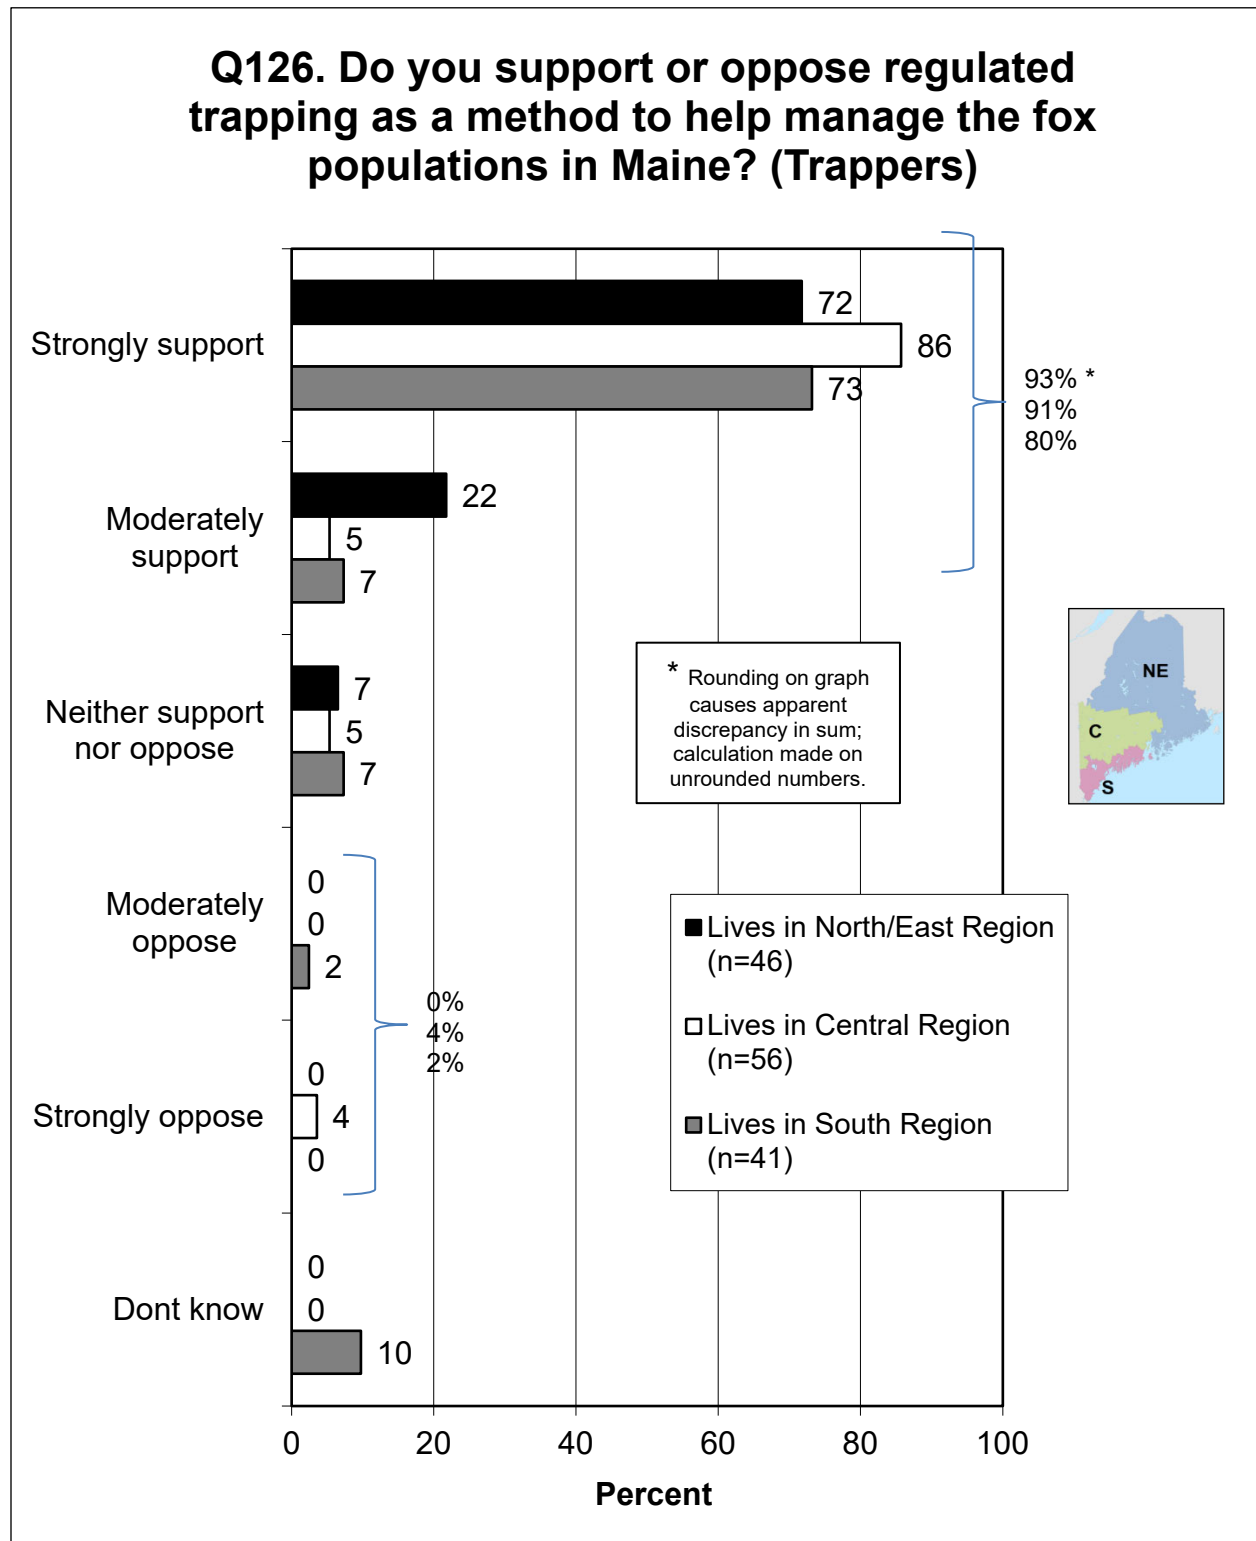 Q126. Do you support or oppose regulated
trapping as a method to help manage the fox
populations in Maine? (Trappers)
Strongly support
72
86
73
93% *
91%
80%
Moderately
support
22
5
7
Neither support
nor oppose
7
5
7
* Rounding on graph
causes apparent
discrepancy in sum;
calculation made on
unrounded numbers.
NE
C
S
Moderately
oppose
0
0
2
0%
4%
2%
Strongly oppose
0
4
0
Lives in North/East Region
(n=46)
Lives in Central Region
(n=56)
Lives in South Region
(n=41)
Dont know
0
0
10
0 20 40 60 80 100
Percent